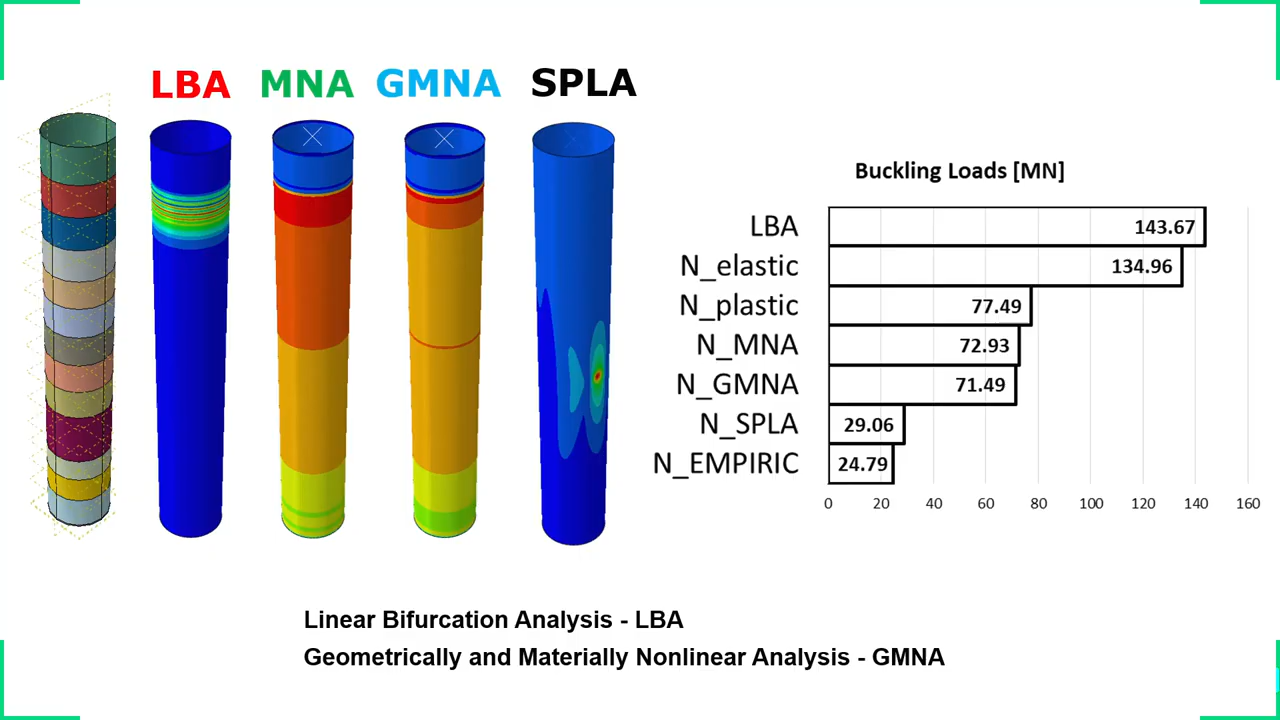 LBA MNA GMNA SPLA
Buckling Loads [MN]
LBA 143.67
N_elastic 134.96
N_plastic 77.49
N_MNA 72.93
N_GMNA 71.49
N_SPLA 29.06
N_EMPIRIC 24.79
0 20 40 60 80 100 120 140 160
Linear Bifurcation Analysis - LBA
Geometrically and Materially Nonlinear Analysis - GMNA